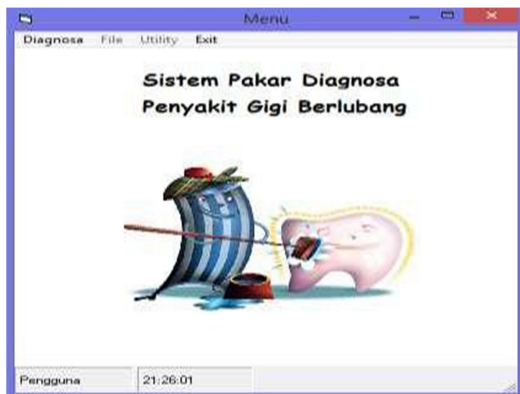 Menu
Diagnosa File Utility Exit
Sistem Pakar Diagnosa
Penyakit Gigi Berlubang
Pengguna 21:26:01